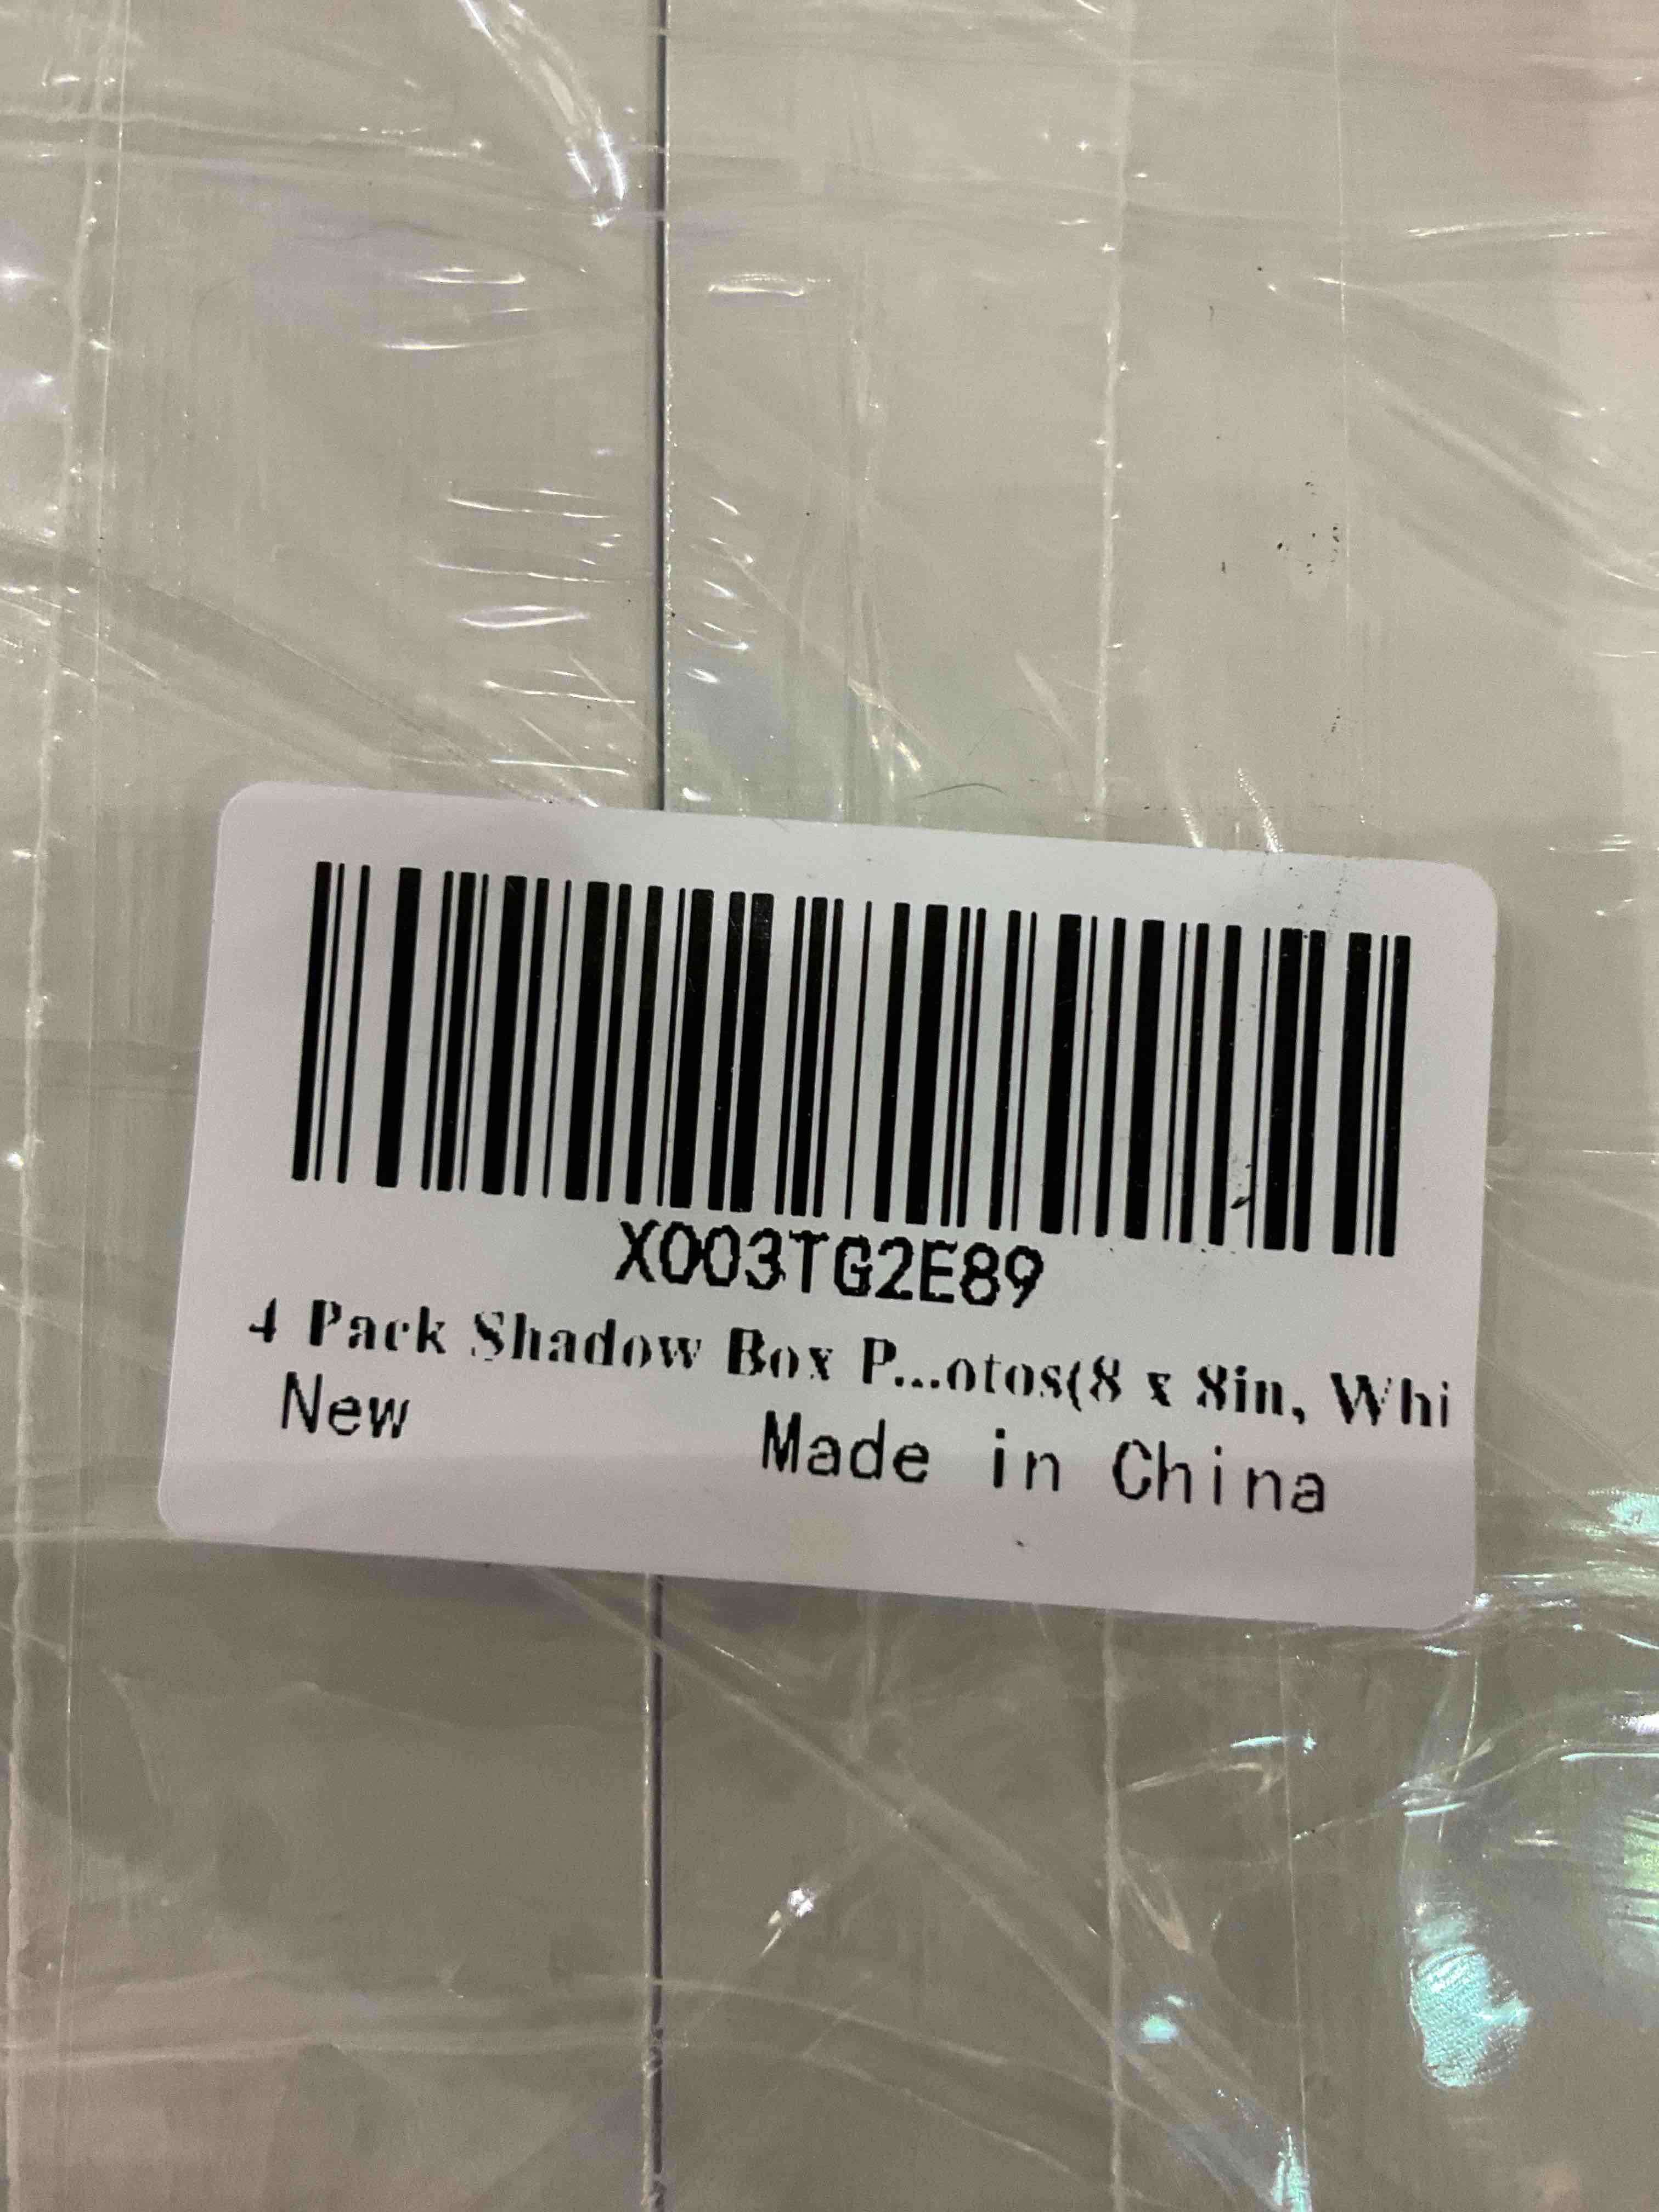 X003TG2E89
4 Pack Shadow Box P...otos(8 x 8in, Whi
New
Made in China